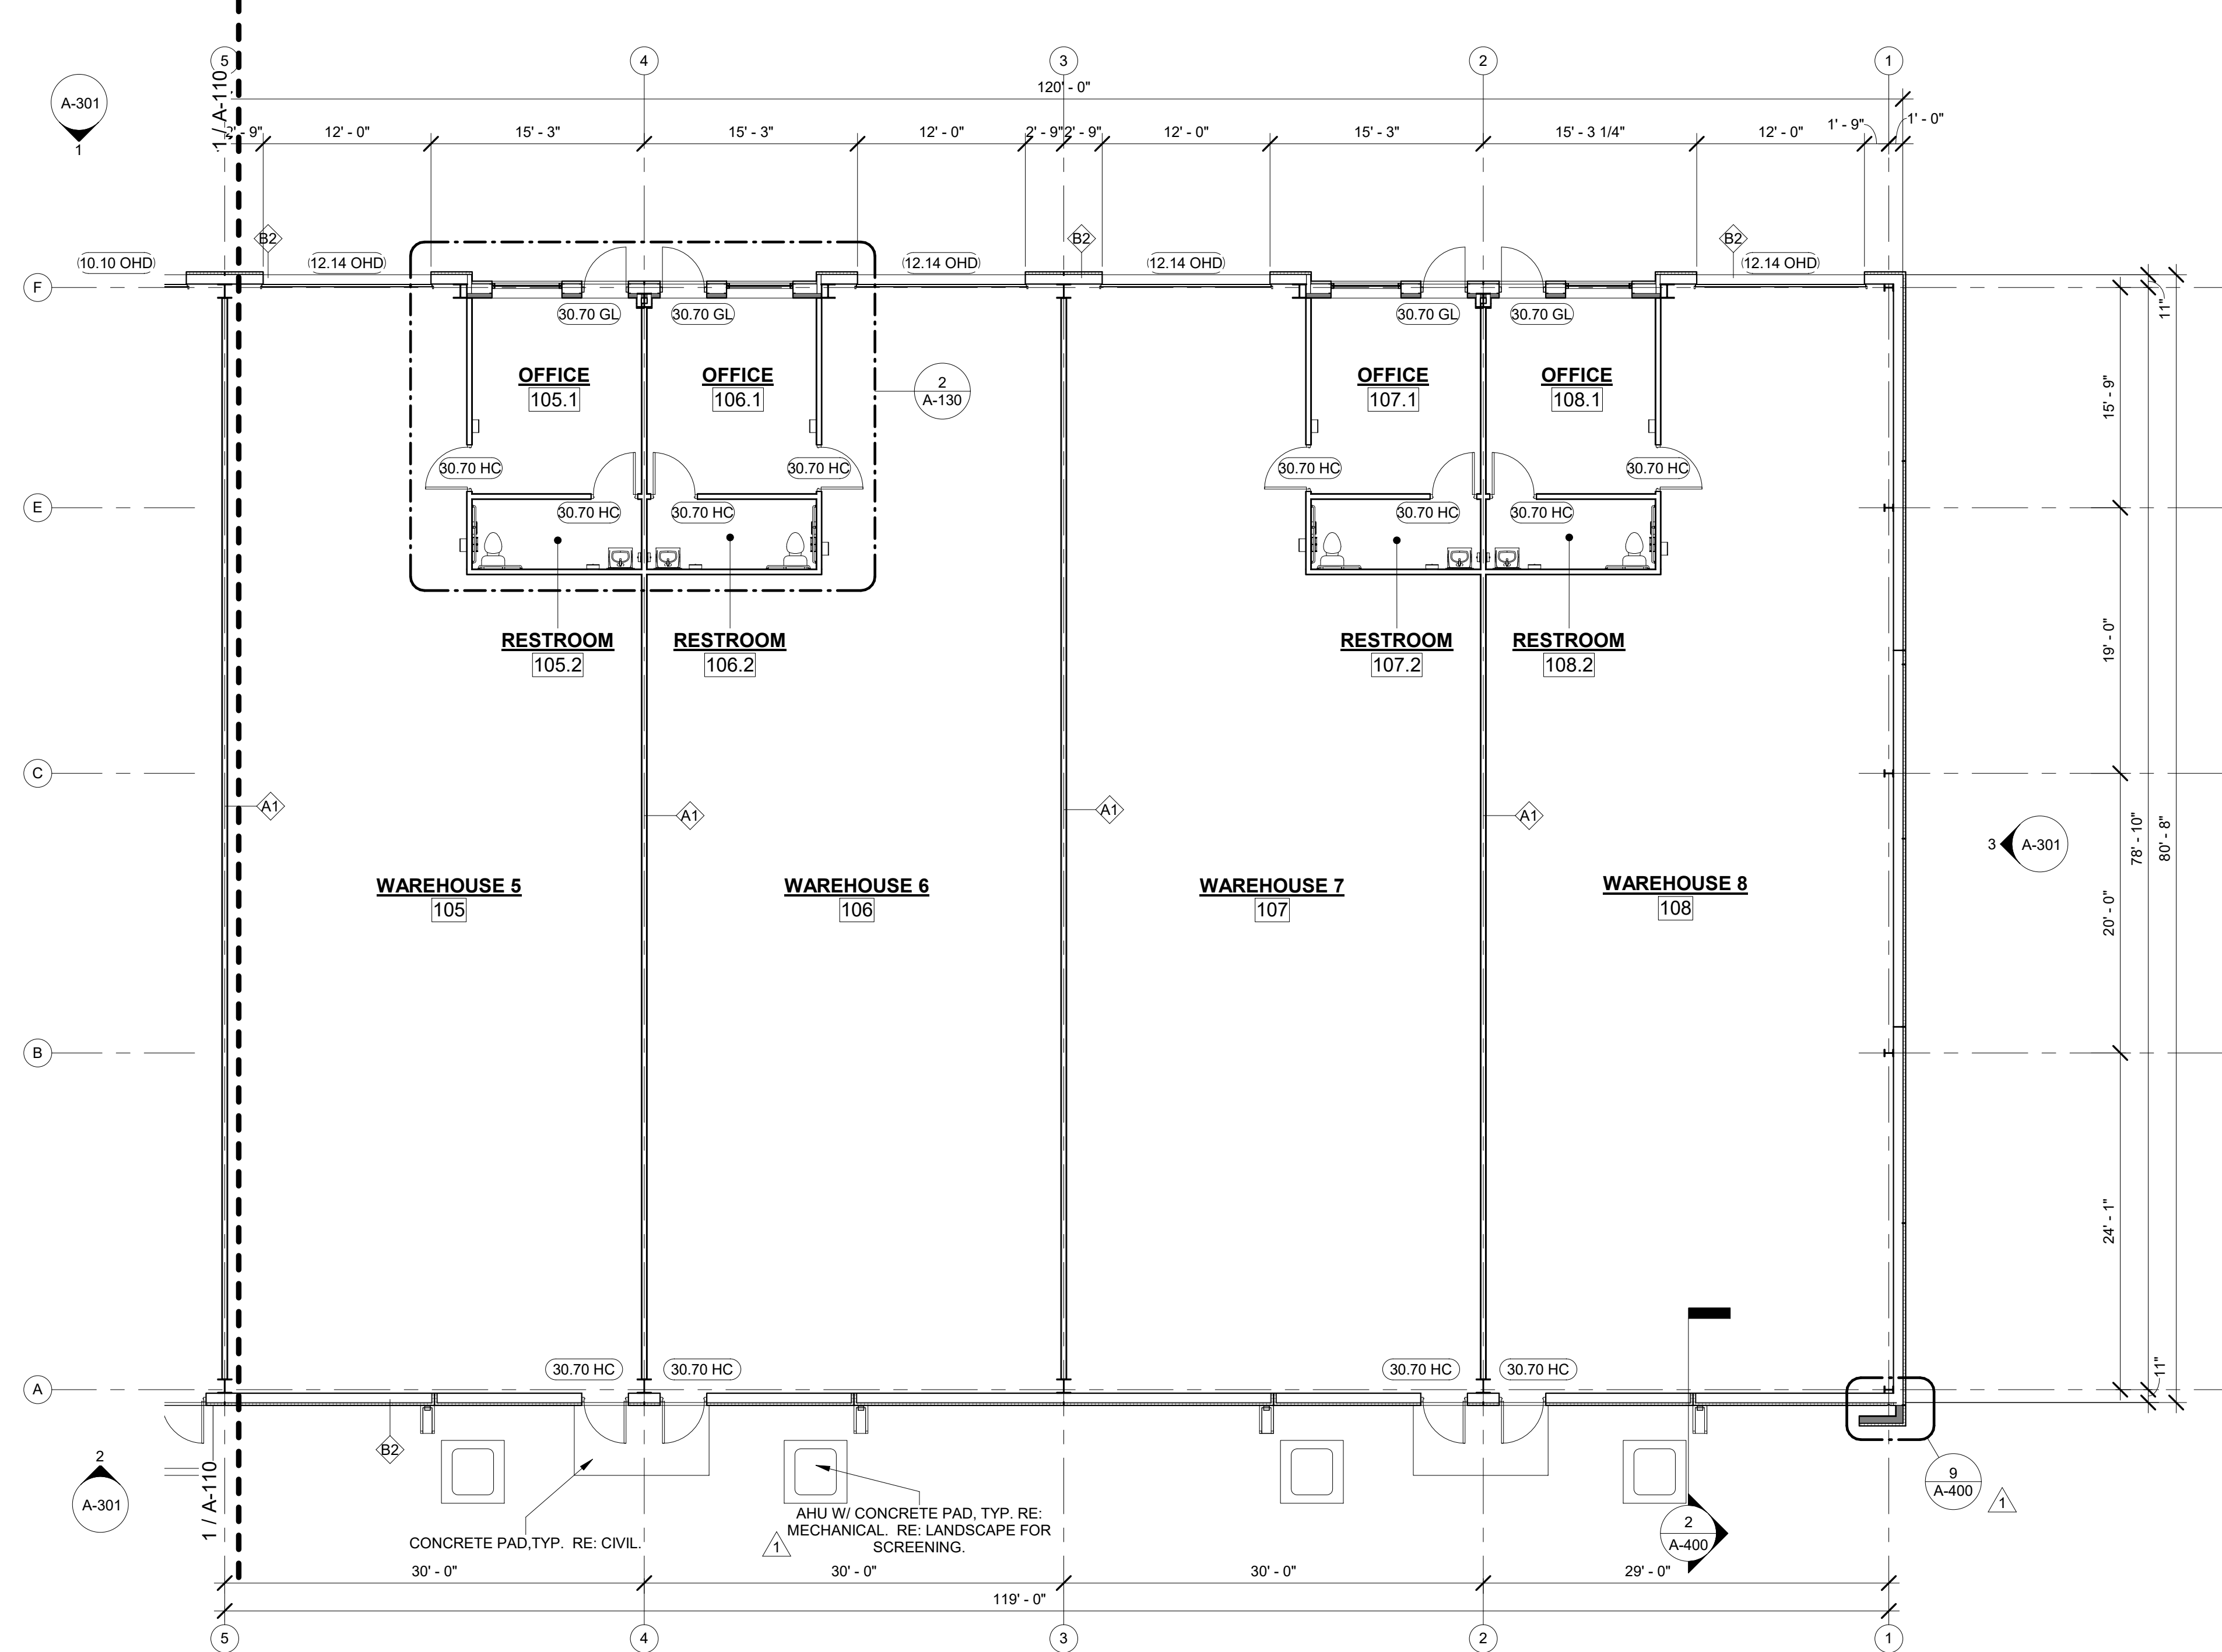 5
4
3
2
1
A-301
1
1 / A-110
120' - 0"
2' - 9"
12' - 0"
15' - 3"
15' - 3"
12' - 0"
2' - 9"
2' - 9"
12' - 0"
15' - 3"
15' - 3 1/4"
12' - 0"
1' - 9"
1' - 0"
B2
B2
B2
10.10 OHD
12.14 OHD
12.14 OHD
12.14 OHD
12.14 OHD
F
30.70 GL
30.70 GL
30.70 GL
30.70 GL
11"
OFFICE
105.1
OFFICE
106.1
2
A-130
OFFICE
107.1
OFFICE
108.1
15' - 9"
30.70 HC
30.70 HC
30.70 HC
30.70 HC
E
30.70 HC
30.70 HC
30.70 HC
30.70 HC
RESTROOM
105.2
RESTROOM
106.2
RESTROOM
107.2
RESTROOM
108.2
19' - 0"
C
A1
A1
A1
A1
3
A-301
78' - 10"
80' - 8"
WAREHOUSE 5
105
WAREHOUSE 6
106
WAREHOUSE 7
107
WAREHOUSE 8
108
20' - 0"
B
24' - 1"
A
30.70 HC
30.70 HC
30.70 HC
30.70 HC
11"
B2
2
A-301
1 / A-110
CONCRETE PAD,TYP. RE: CIVIL.
AHU W/ CONCRETE PAD, TYP. RE:
MECHANICAL. RE: LANDSCAPE FOR
SCREENING.
1
2
A-400
9
A-400
1
30' - 0"
30' - 0"
30' - 0"
29' - 0"
119' - 0"
5
4
3
2
1